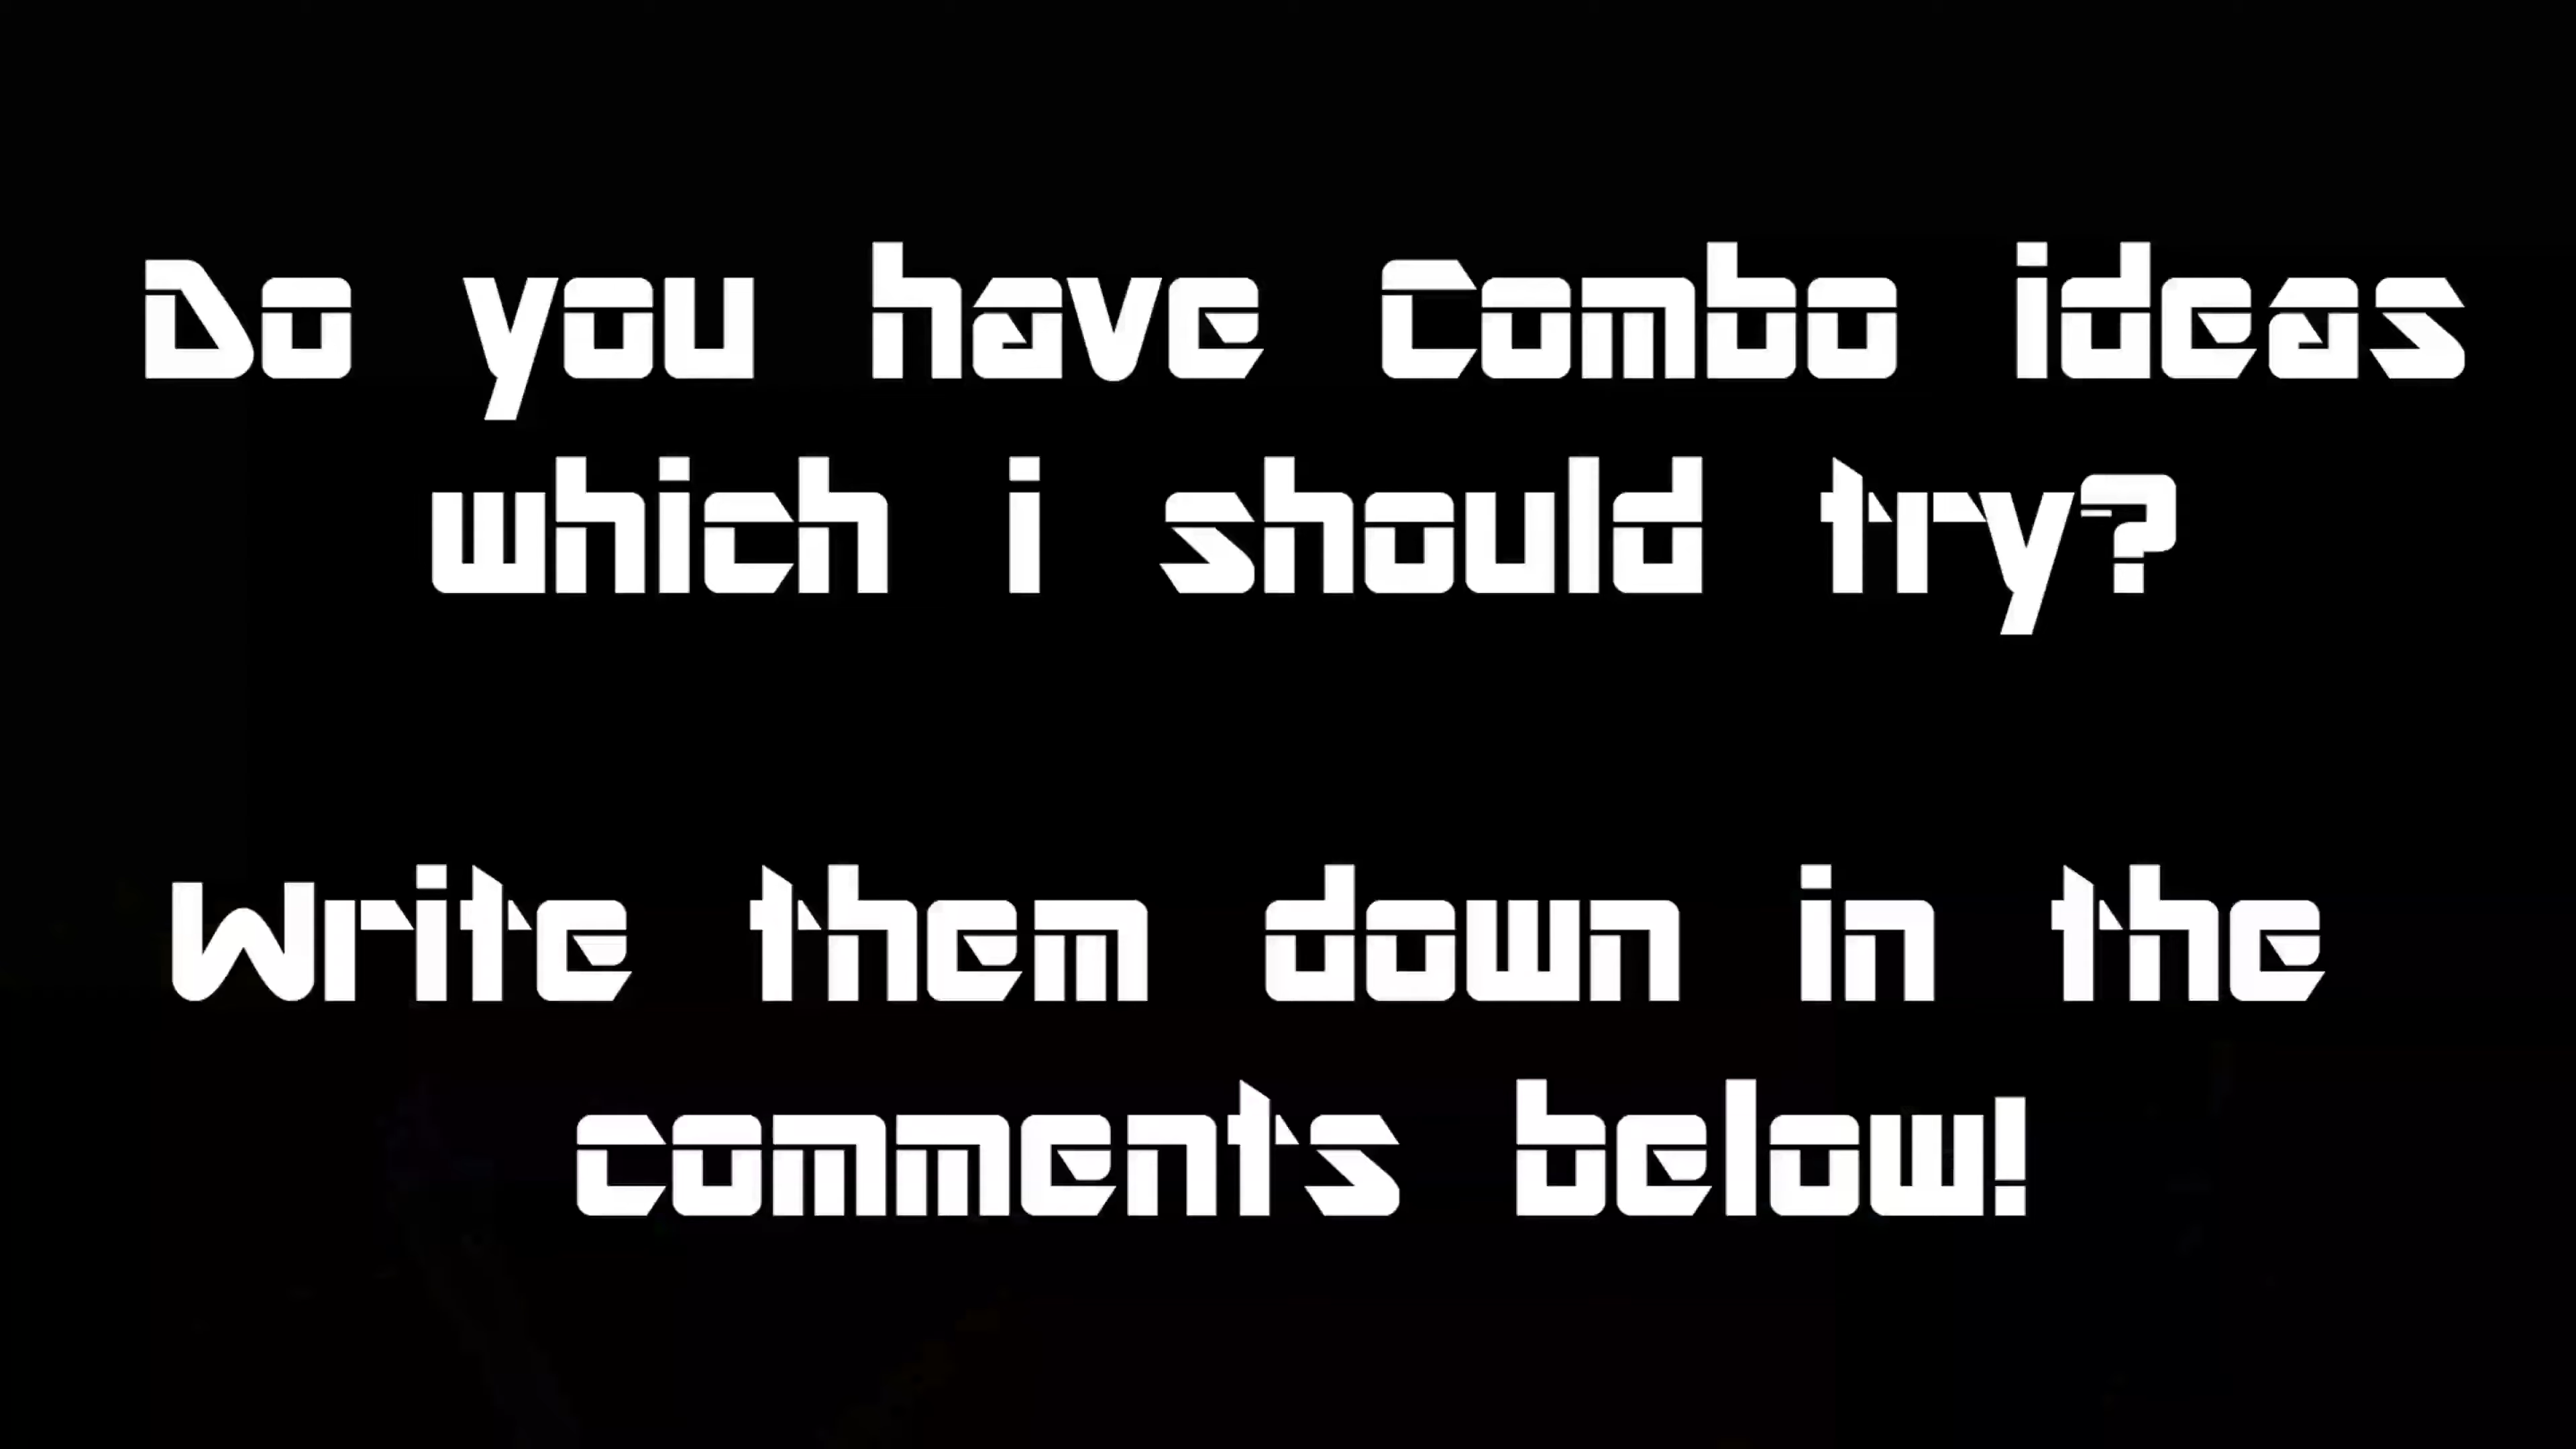 Do you have Combo ideas
which i should try?
Write them down in the
comments below!